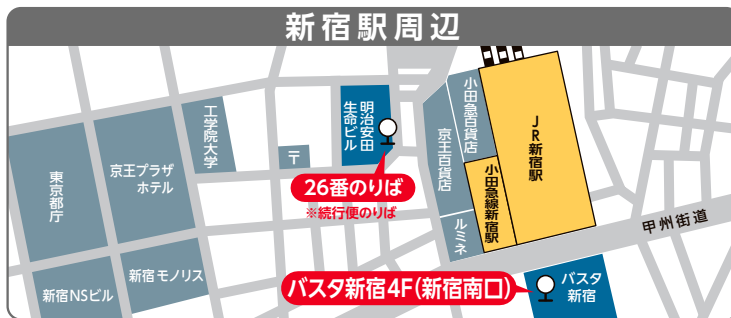 新宿駅周辺
工学院大学
〒
明治安田
生命ビル
小田急百貨店
京王百貨店
JR新宿駅
東京都庁
京王プラザ
ホテル
26番のりば
※続行便のりば
小田急線新宿駅
ルミネ
甲州街道
新宿NSビル
新宿モノリス
バスタ新宿4F(新宿南口)
バスタ
新宿